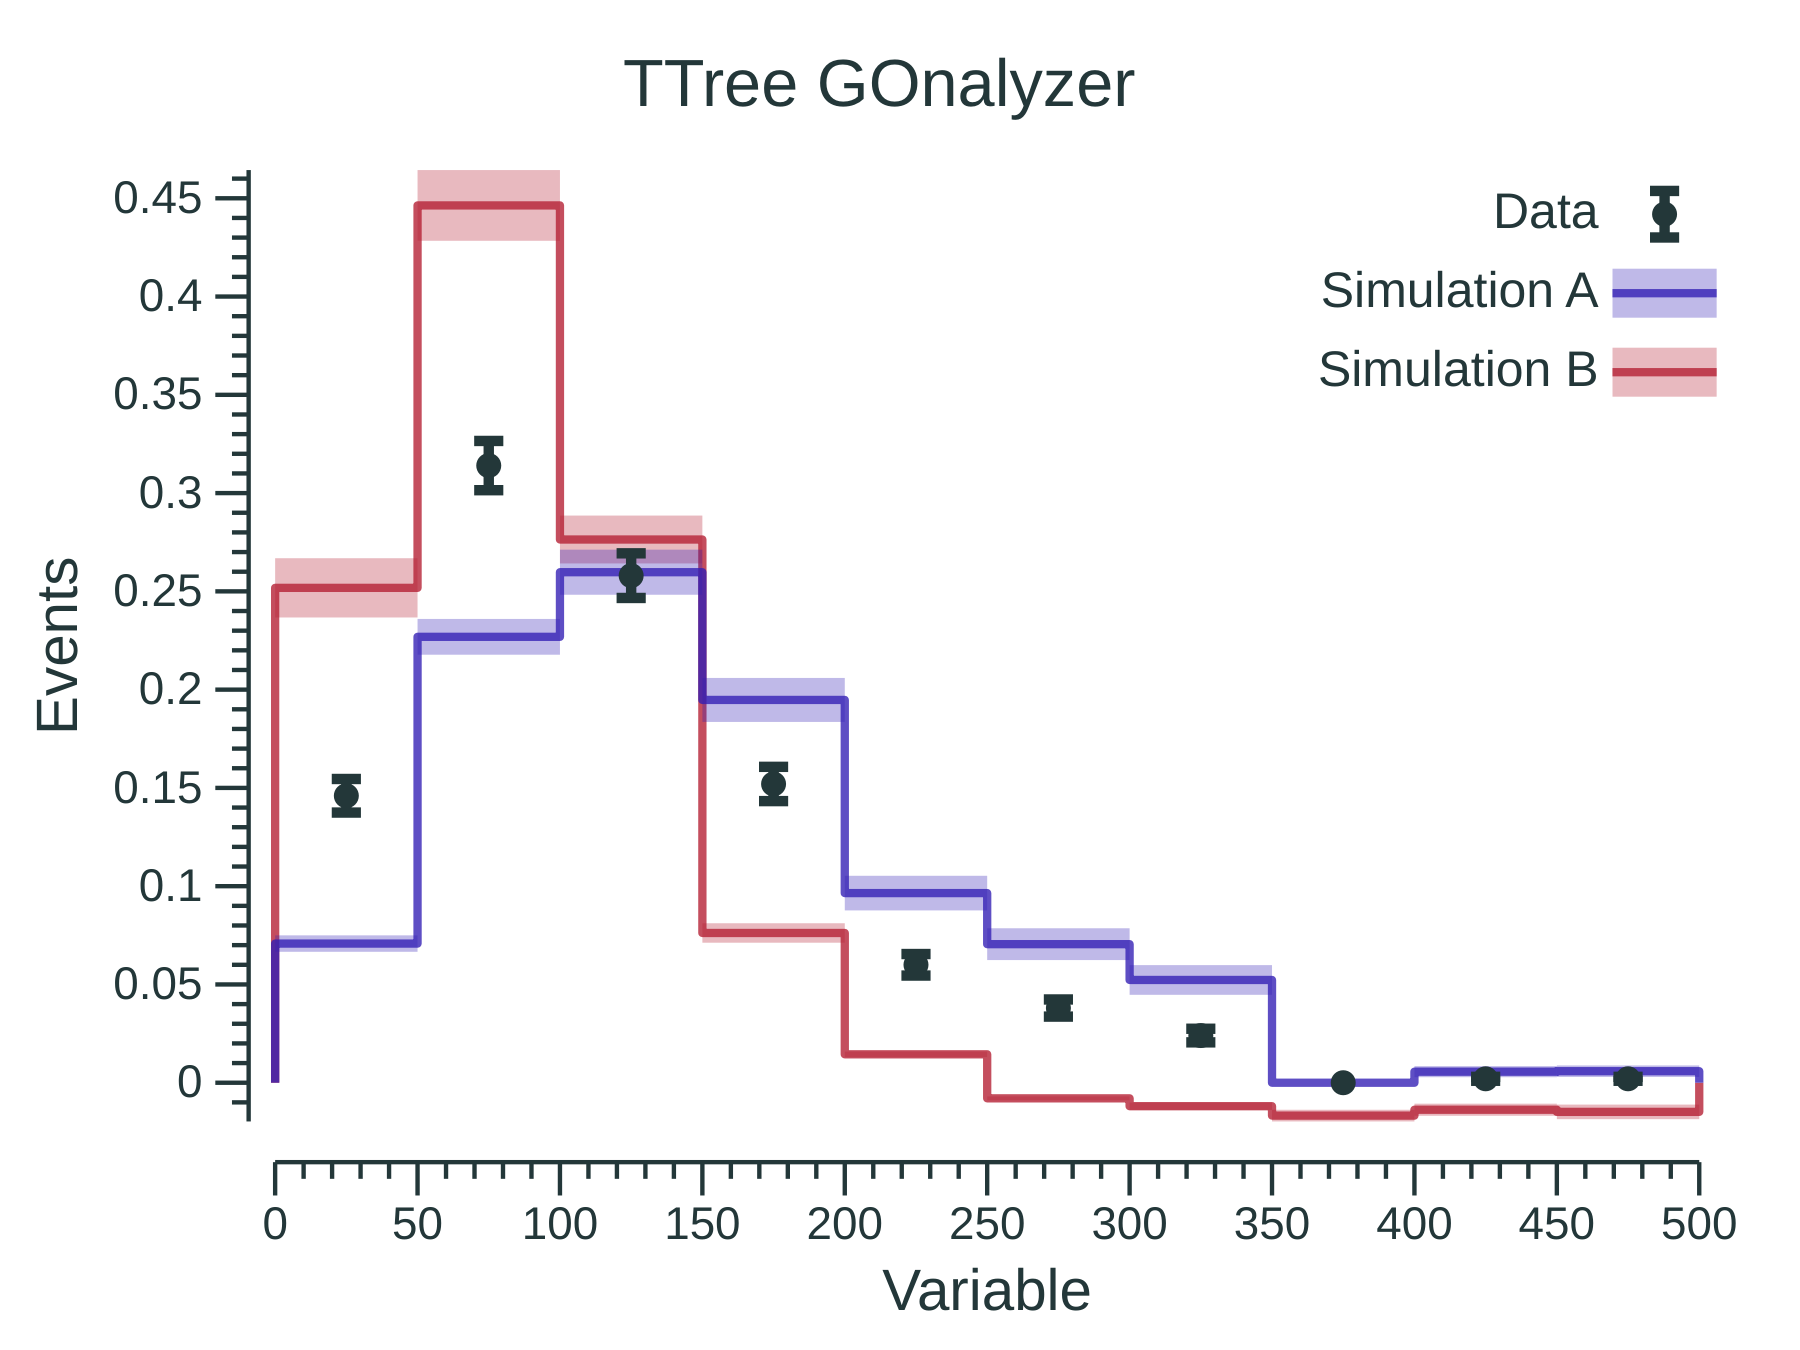 TTree GOnalyzer
Data
Simulation A
Simulation B
Events
0.45
0.4
0.35
0.3
0.25
0.2
0.15
0.1
0.05
0
0 50 100 150 200 250 300 350 400 450 500
Variable